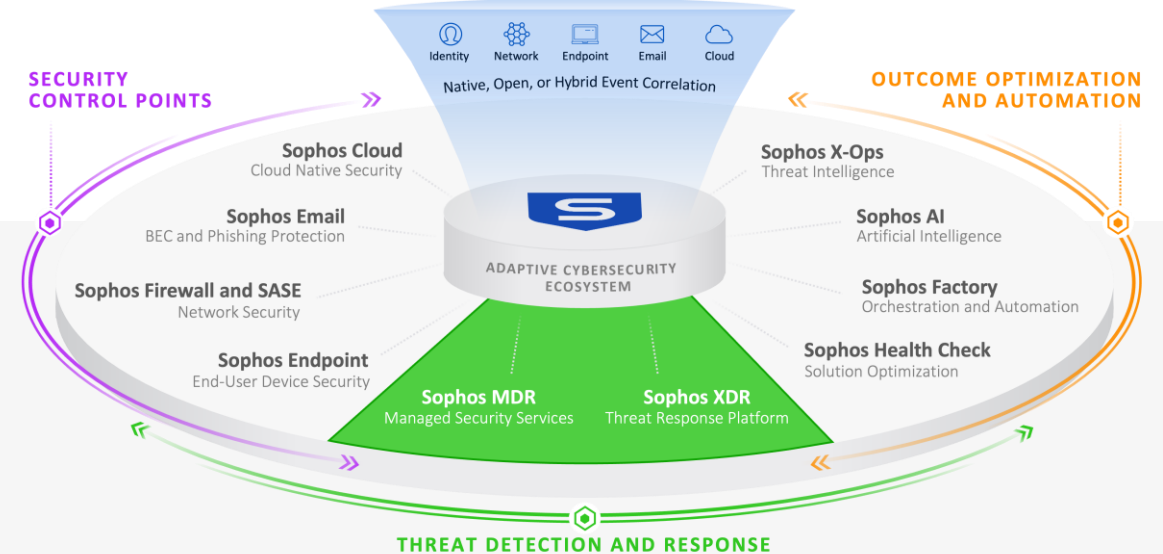 Identity Network Endpoint Email Cloud
Native, Open, or Hybrid Event Correlation
SECURITY
CONTROL POINTS
OUTCOME OPTIMIZATION
AND AUTOMATION
Sophos Cloud
Cloud Native Security
Sophos Email
BEC and Phishing Protection
Sophos Firewall and SASE
Network Security
Sophos Endpoint
End-User Device Security
S
ADAPTIVE CYBERSECURITY
ECOSYSTEM
Sophos X-Ops
Threat Intelligence
Sophos AI
Artificial Intelligence
Sophos Factory
Orchestration and Automation
Sophos Health Check
Solution Optimization
Sophos MDR
Managed Security Services
Sophos XDR
Threat Response Platform
THREAT DETECTION AND RESPONSE